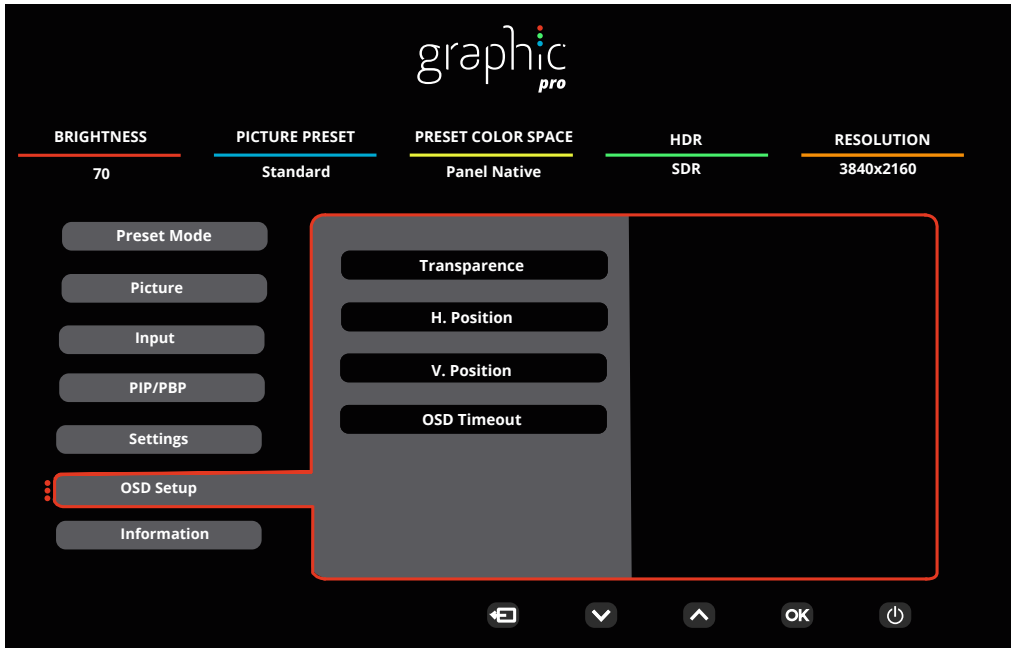 graphic
pro
BRIGHTNESS PICTURE PRESET PRESET COLOR SPACE HDR RESOLUTION
70 Standard Panel Native SDR 3840x2160
Preset Mode
Picture
Input
PIP/PBP
Settings
OSD Setup
Information
Transparence
H. Position
V. Position
OSD Timeout
OK